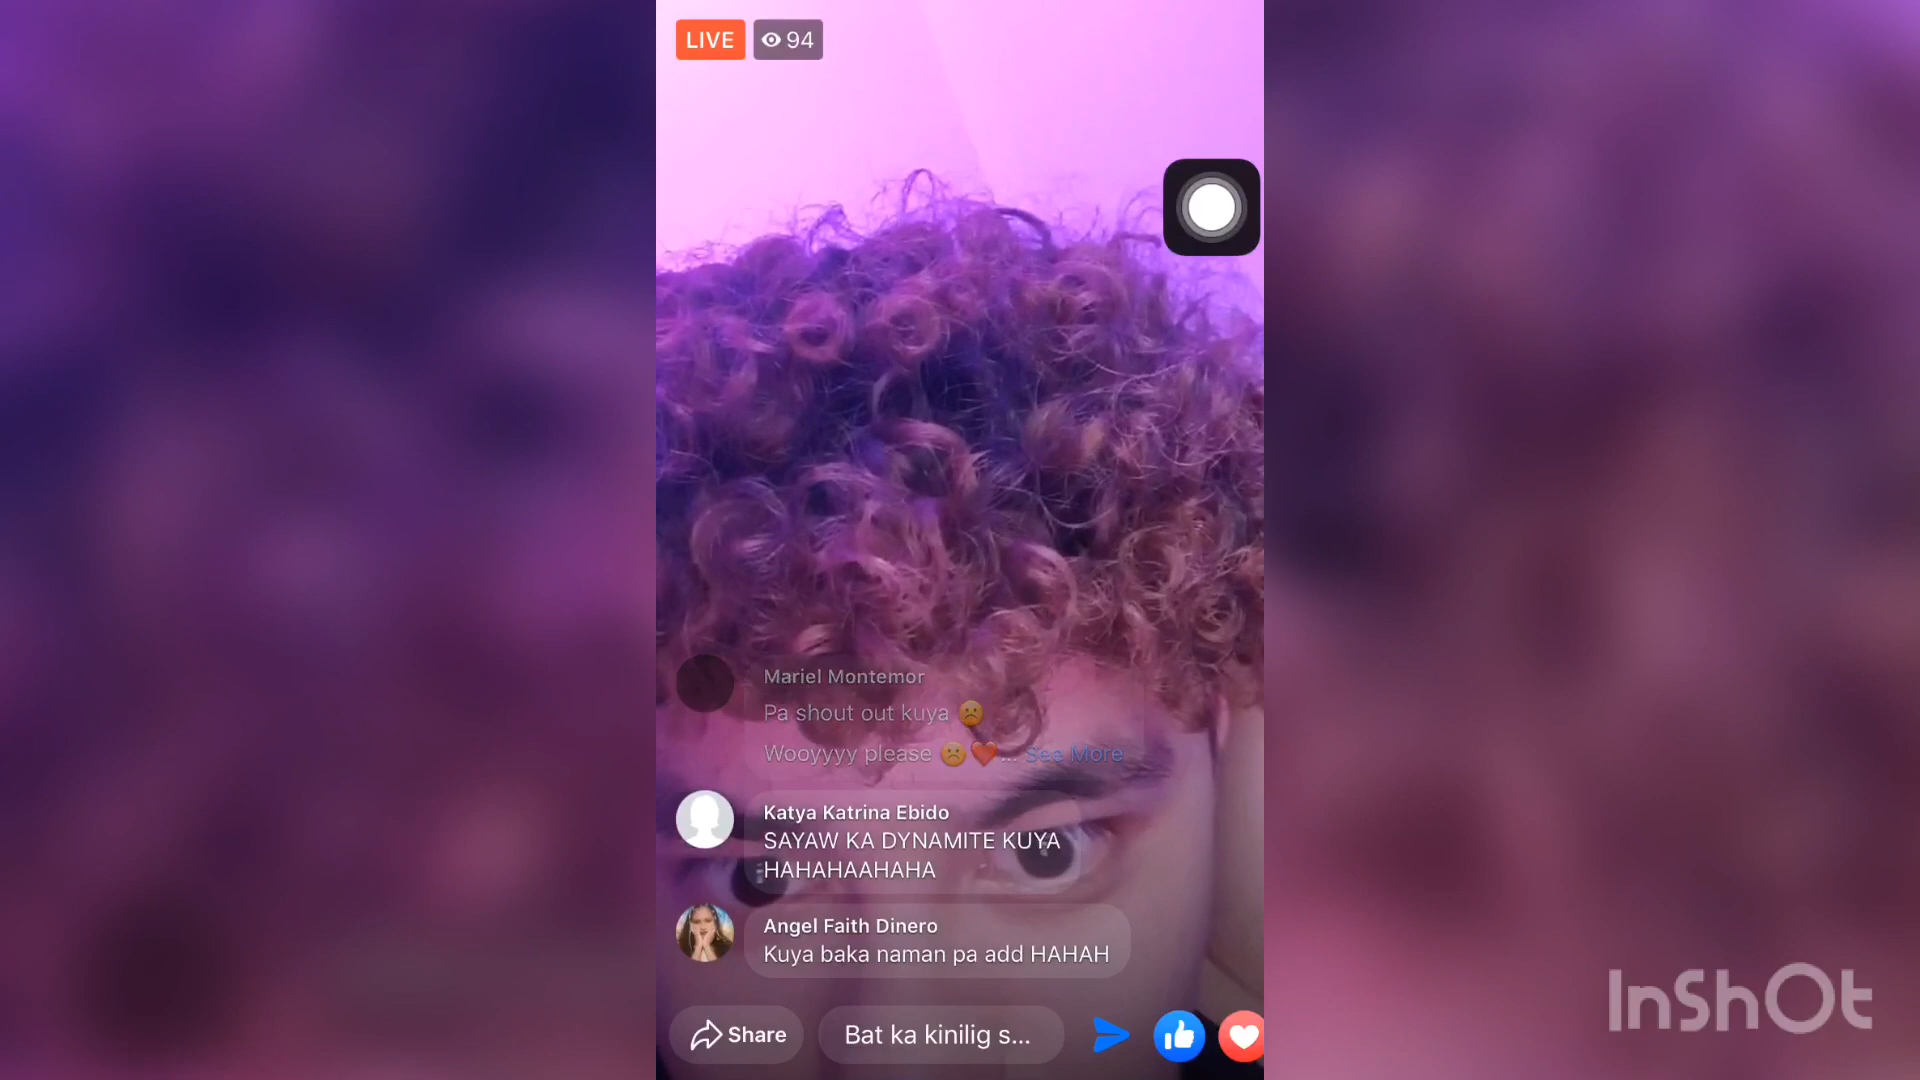 LIVE
94
Mariel Montemor
Pa shout out kuya ☹️
Wooyyyy please ☹️❤️... See More
Katya Katrina Ebido
SAYAW KA DYNAMITE KUYA
HAHAHAAHAHA
Angel Faith Dinero
Kuya baka naman pa add HAHAH
Share
Bat ka kinilig s...
InShOt